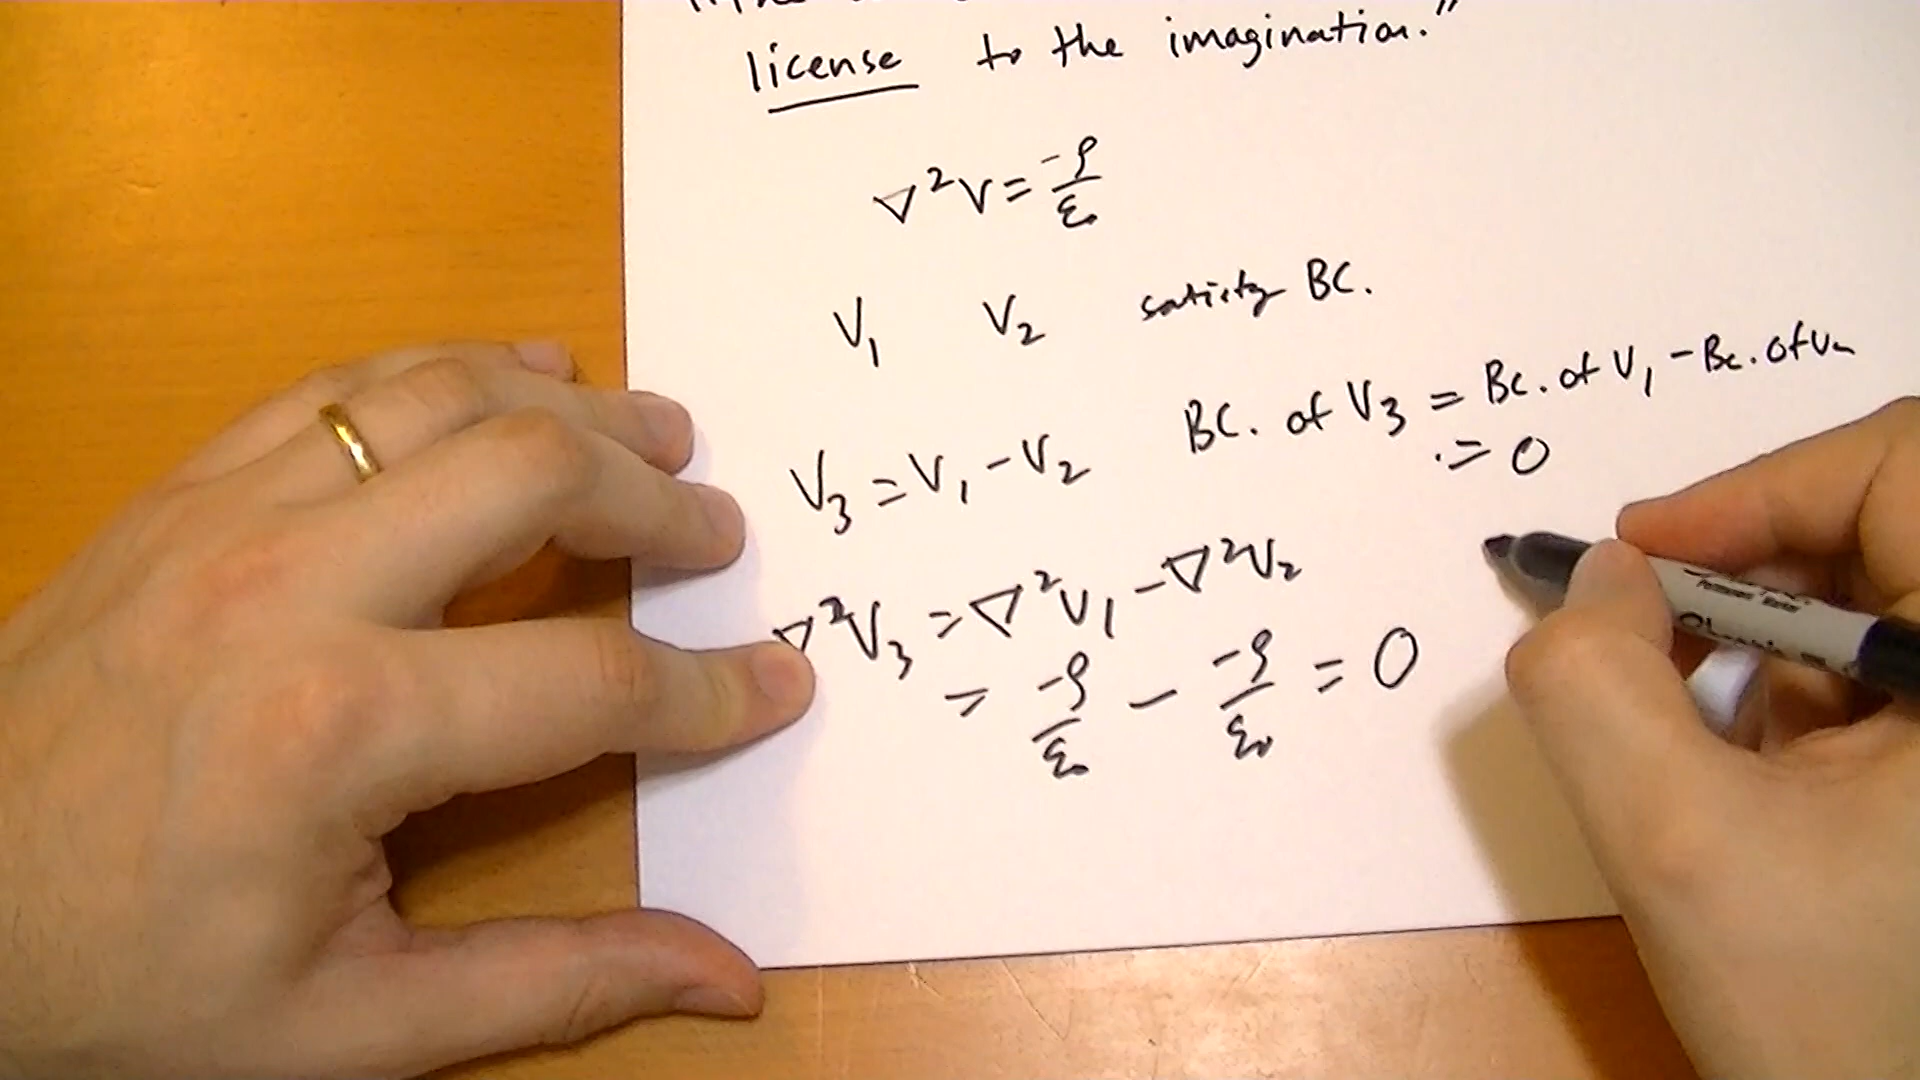 license to the imagination."
∇²V = -ρ/ε₀
V₁ V₂ satisfy BC.
BC. of V₃ = Bc. of V₁ - Bc. of
= 0
V₃ = V₁ - V₂
∇²V₃ = ∇²V₁ - ∇²V₂
= -ρ/ε₀ - -ρ/ε₀ = 0